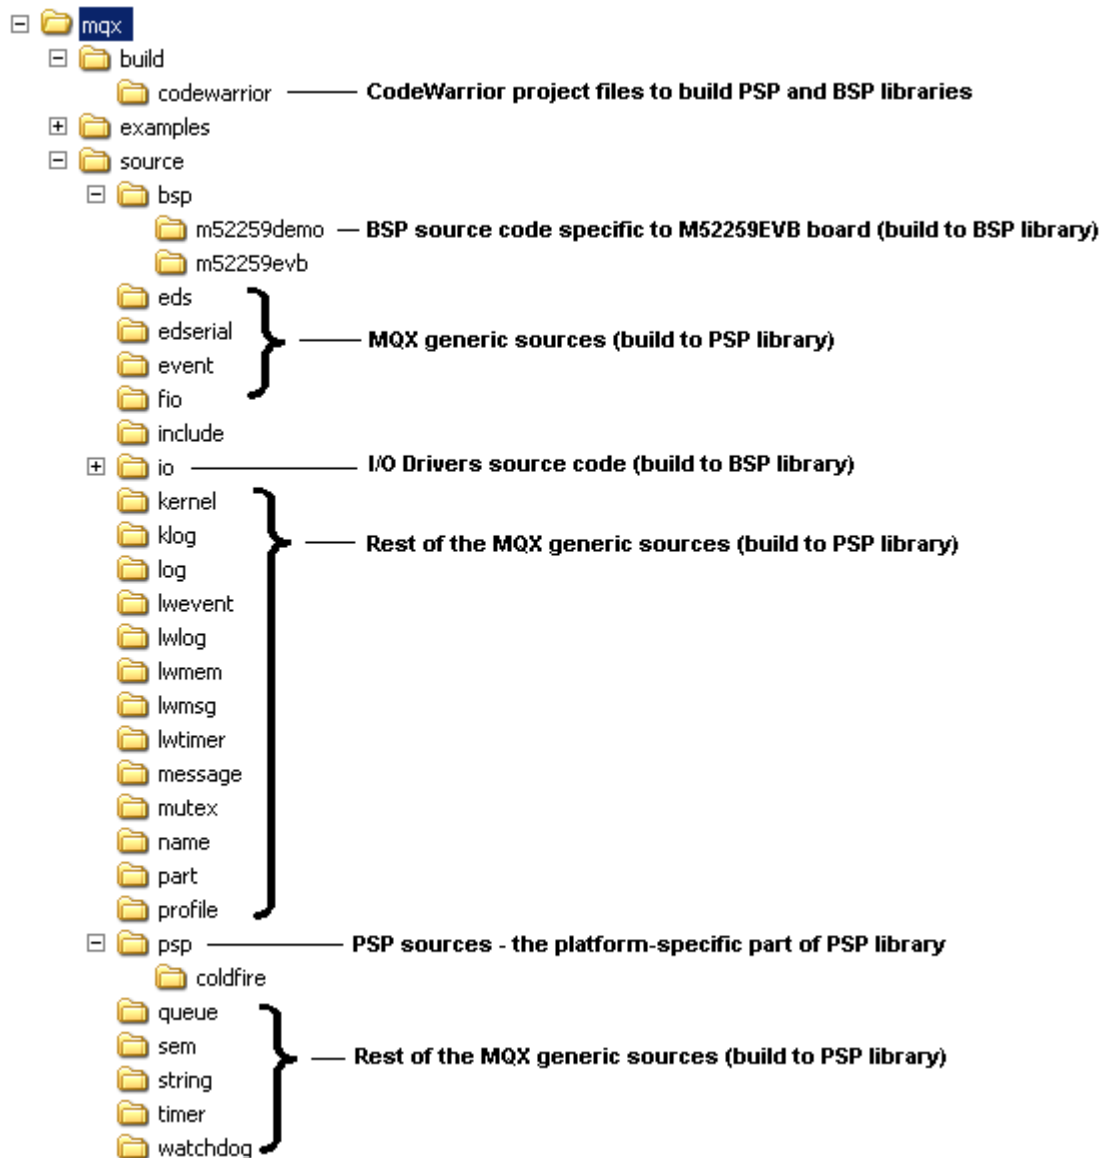 mqx
build
codewarrior CodeWarrior project files to build PSP and BSP libraries
examples
source
bsp
m52259demo BSP source code specific to M52259EVB board (build to BSP library)
m52259evb
eds
edserial MQX generic sources (build to PSP library)
event
fio
include
io I/O Drivers source code (build to BSP library)
kernel
klog Rest of the MQX generic sources (build to PSP library)
log
lwevent
lwlog
lwmem
lwmsg
lwtimer
message
mutex
name
part
profile
psp PSP sources - the platform-specific part of PSP library
coldfire
queue
sem Rest of the MQX generic sources (build to PSP library)
string
timer
watchdog